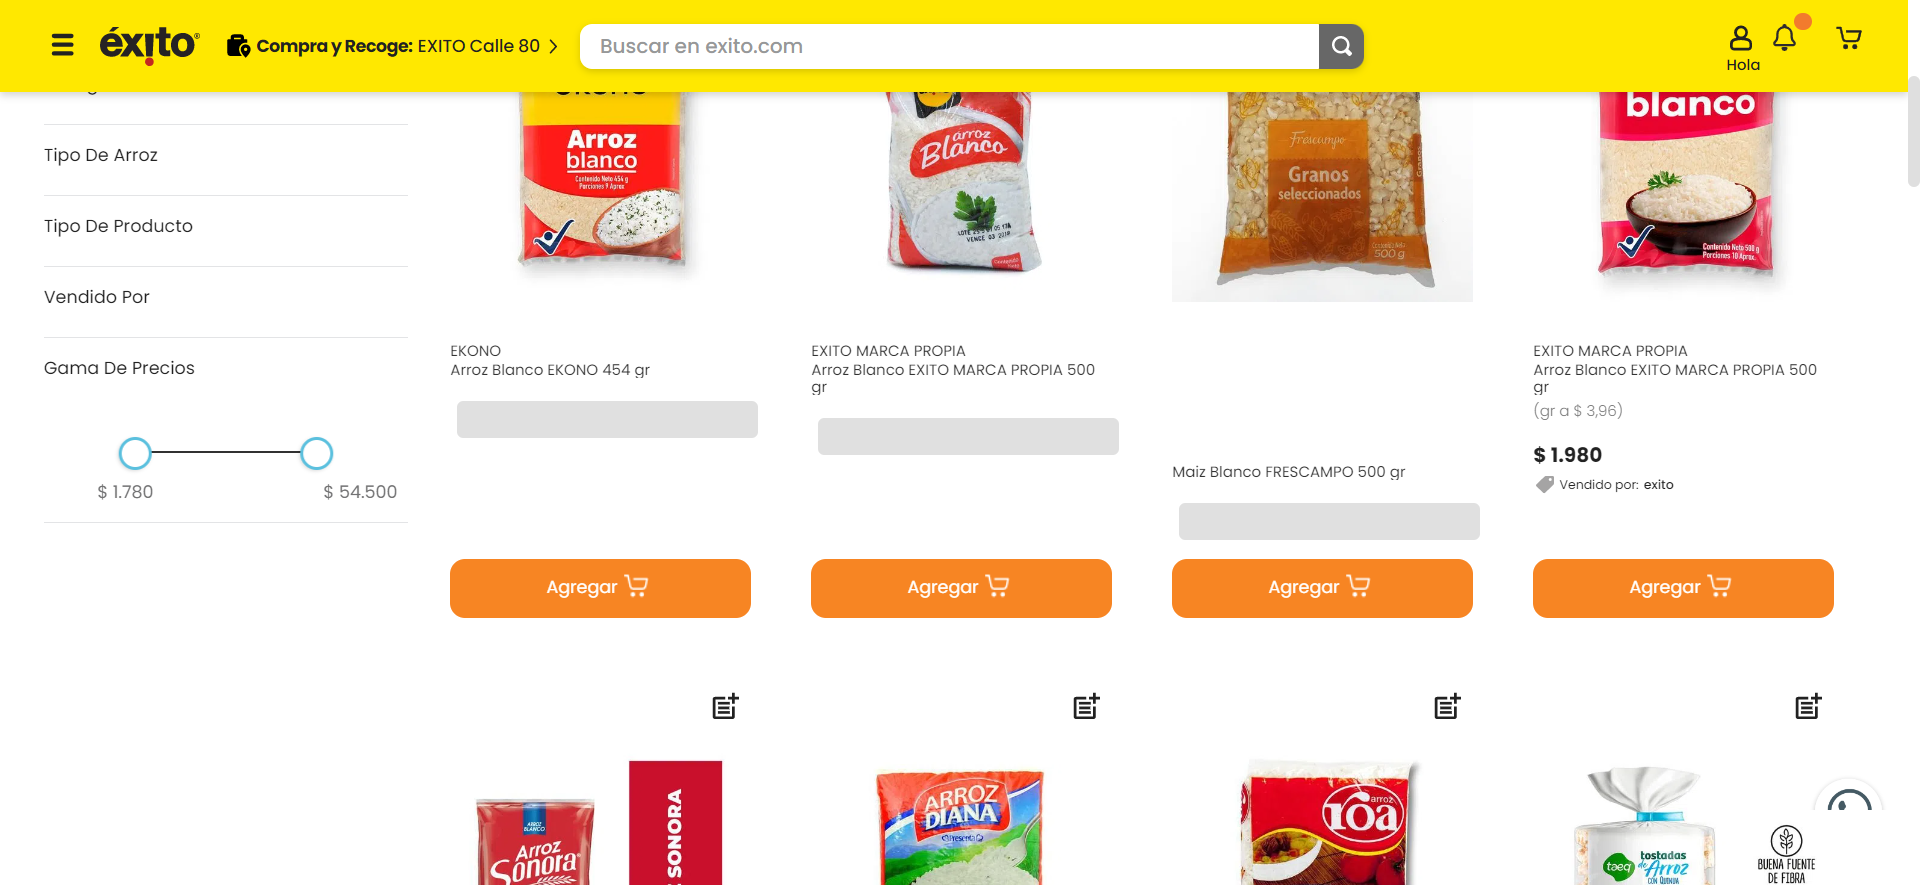 éxito
Compra y Recoge: EXITO Calle 80
Buscar en exito.com
Hola
Tipo De Arroz
Tipo De Producto
Vendido Por
Gama De Precios
$ 1.780
$ 54.500
Arroz
blanco
Contenido Neto 454 g
Porciones 9 Aprox
EKONO
Arroz Blanco EKONO 454 gr
Agregar
arroz
Blanco
VENCE 03 2018
EXITO MARCA PROPIA
Arroz Blanco EXITO MARCA PROPIA 500
gr
Agregar
Frescampo
Granos
seleccionados
Contenido Neto
500 g
Maiz Blanco FRESCAMPO 500 gr
Agregar
blanco
Contenido Neto 500 g
Porciones 10 Aprox.
EXITO MARCA PROPIA
Arroz Blanco EXITO MARCA PROPIA 500
gr
(gr a $ 3,96)
$ 1.980
Vendido por: exito
Agregar
ARROZ
BLANCO
Arroz
Sonora
SONORA
ARROZ
DIANA
arroz
roa
taeq
tostadas
de Arroz
CON QUINUA
BUENA FUENTE
DE FIBRA